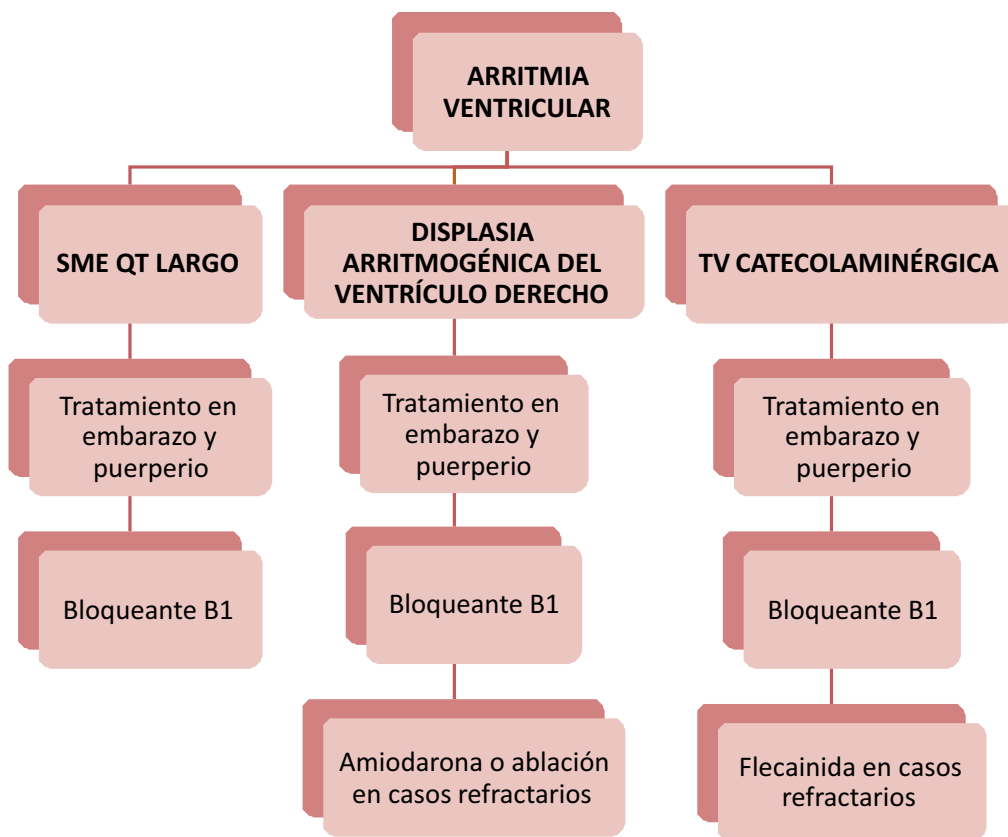 ARRITMIA
VENTRICULAR
SME QT LARGO
DISPLASIA
ARRITMOGÉNICA DEL
VENTRÍCULO DERECHO
TV CATECOLAMINÉRGICA
Tratamiento en
embarazo y
puerperio
Tratamiento en
embarazo y
puerperio
Tratamiento en
embarazo y
puerperio
Bloqueante B1
Bloqueante B1
Bloqueante B1
Amiodarona o ablación
en casos refractarios
Flecainida en casos
refractarios